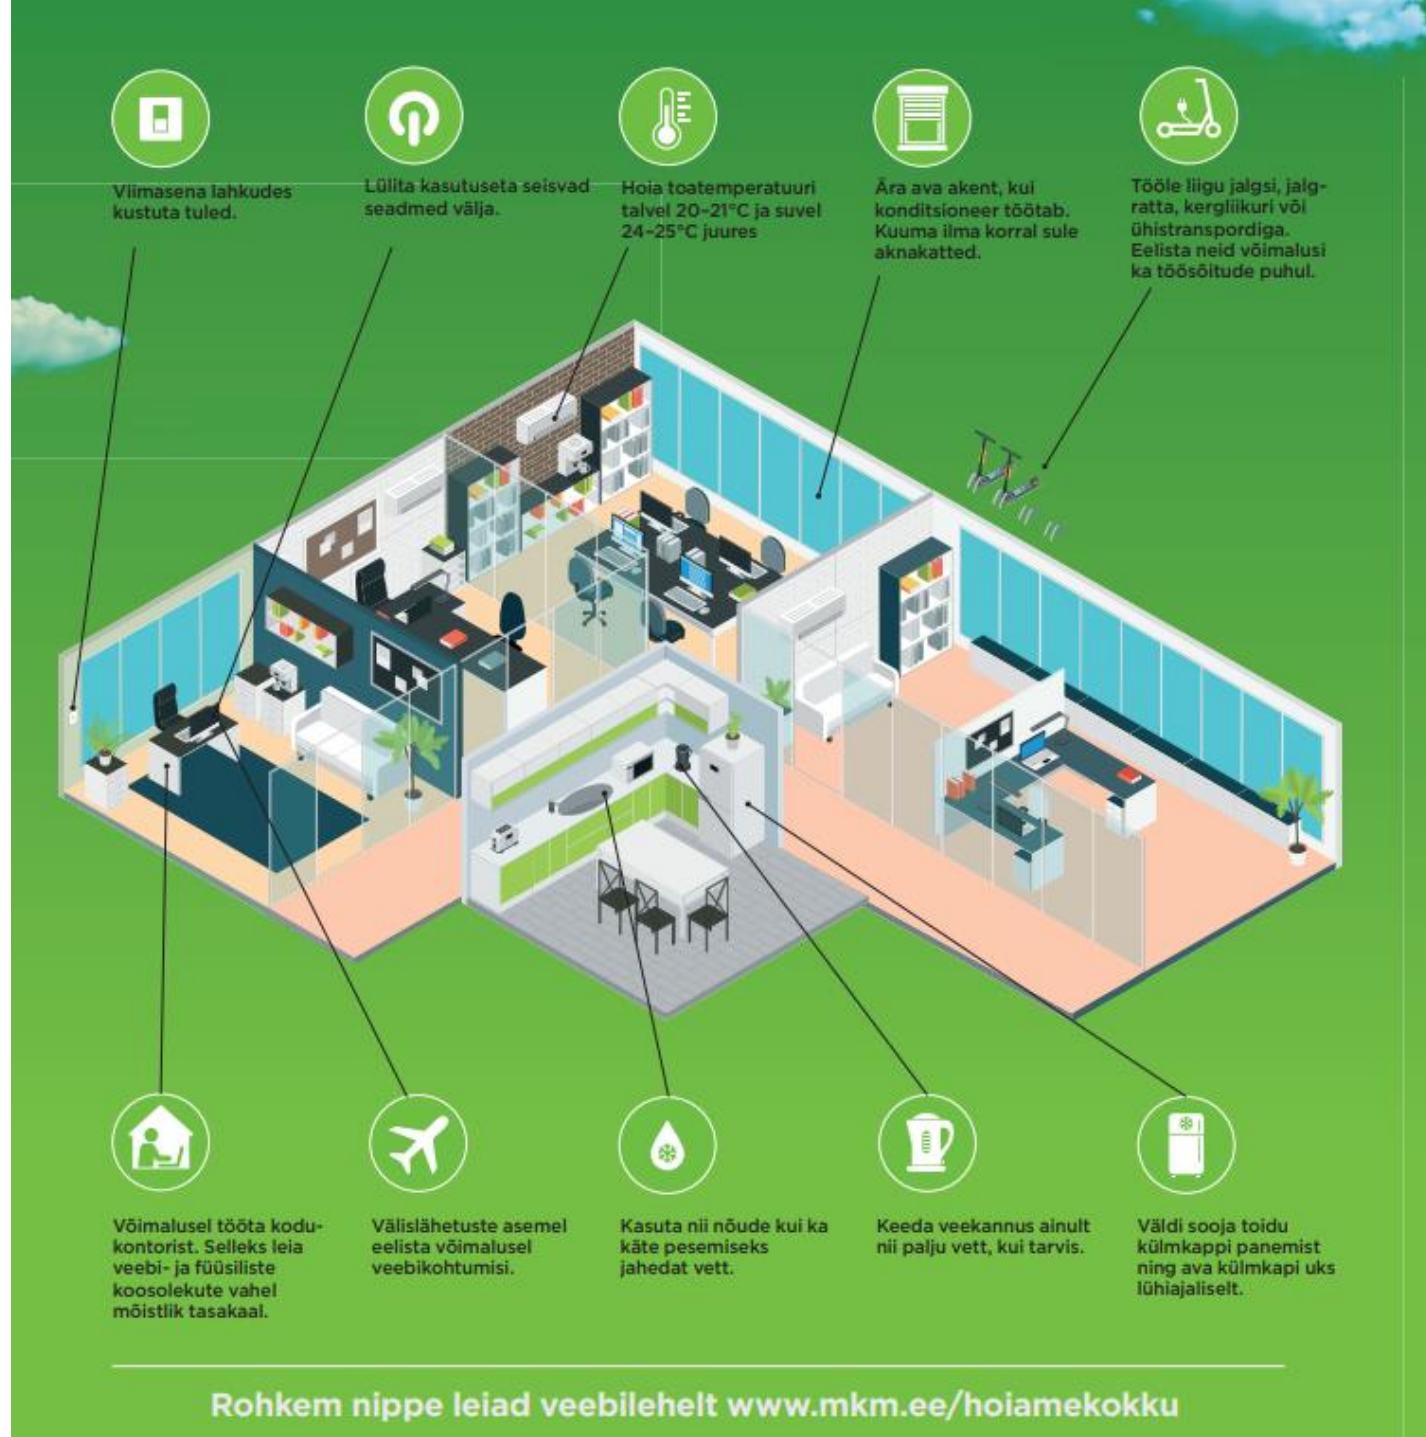 Viimasena lahkudes
kustuta tuled.
Lülita kasutuseta seisvad
seadmed välja.
Hoia toatemperatuuri
talvel 20-21°C ja suvel
24-25°C juures
Ära ava akent, kui
konditsioneer töötab.
Kuuma ilma korral sule
aknakatted.
Tööle liigu jalgsi, jalg-
ratta, kergliikuri või
ühistranspordiga.
Eelista neid võimalusi
ka töösõitude puhul.
Võimalusel tööta kodu-
kontorist. Selleks leia
veebi- ja füüsiliste
koosolekute vahel
mõistlik tasakaal.
Välislähetuste asemel
eelista võimalusel
veebikohtumisi.
Kasuta nii nõude kui ka
käte pesemiseks
jahedat vett.
Keeda veekannus ainult
nii palju vett, kui tarvis.
Väldi sooja toidu
külmkappi panemist
ning ava külmkapi uks
lühiajaliselt.
Rohkem nippe leiad veebilehelt www.mkm.ee/hoiamekokku